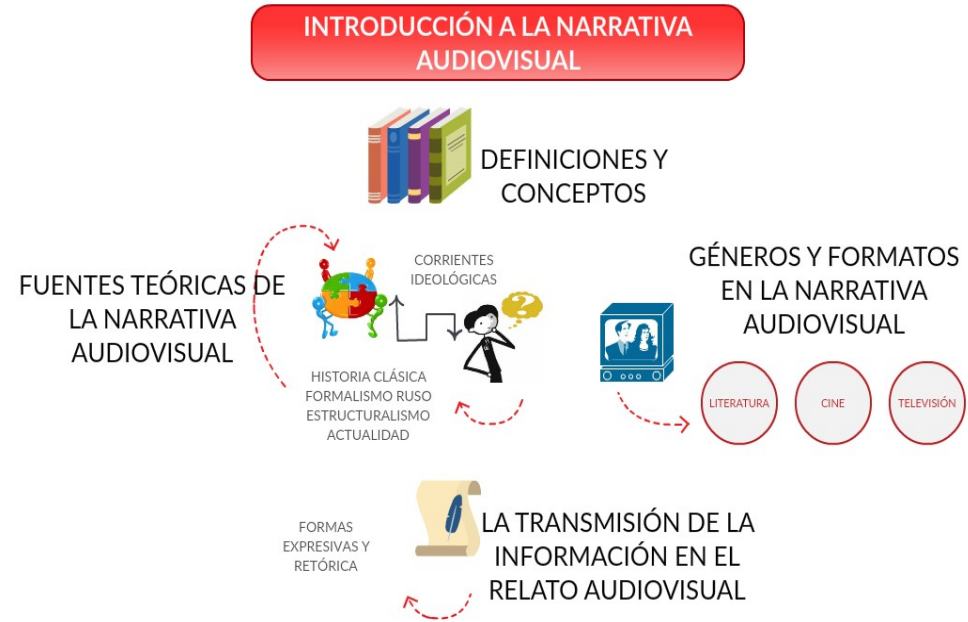 INTRODUCCIÓN A LA NARRATIVA
AUDIOVISUAL
DEFINICIONES Y
CONCEPTOS
FUENTES TEÓRICAS DE
LA NARRATIVA
AUDIOVISUAL
CORRIENTES
IDEOLÓGICAS
?
HISTORIA CLÁSICA
FORMALISMO RUSO
ESTRUCTURALISMO
ACTUALIDAD
GÉNEROS Y FORMATOS
EN LA NARRATIVA
AUDIOVISUAL
LITERATURA
CINE
TELEVISIÓN
FORMAS
EXPRESIVAS Y
RETÓRICA
LA TRANSMISIÓN DE LA
INFORMACIÓN EN EL
RELATO AUDIOVISUAL